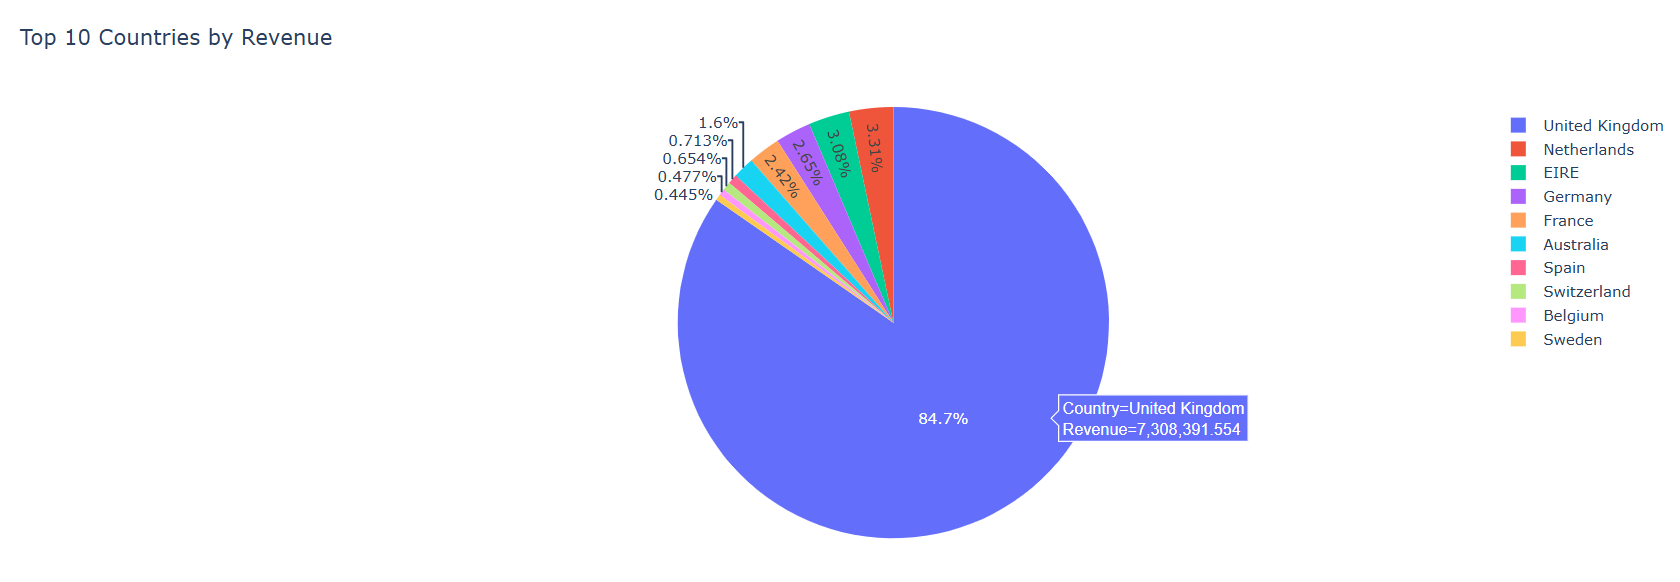 Top 10 Countries by Revenue
1.6%
0.713%
0.654%
0.477%
0.445%
2.42%
2.65%
3.08%
3.31%
84.7%
Country=United Kingdom
Revenue=7,308,391.554
United Kingdom
Netherlands
EIRE
Germany
France
Australia
Spain
Switzerland
Belgium
Sweden